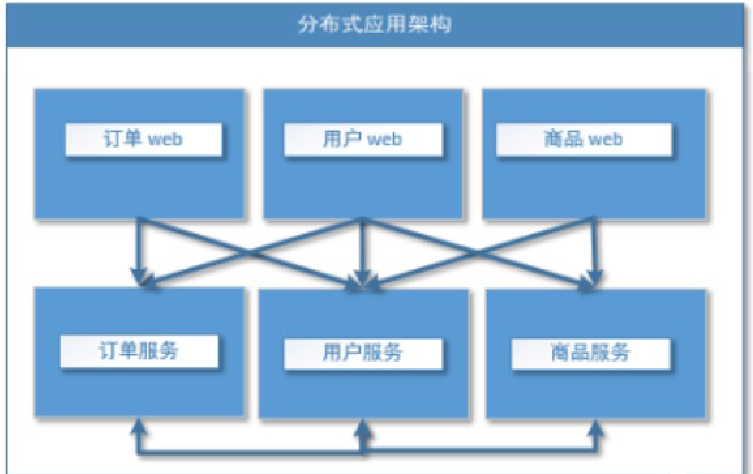 分布式应用架构
订单 web
用户 web
商品 web
订单服务
用户服务
商品服务